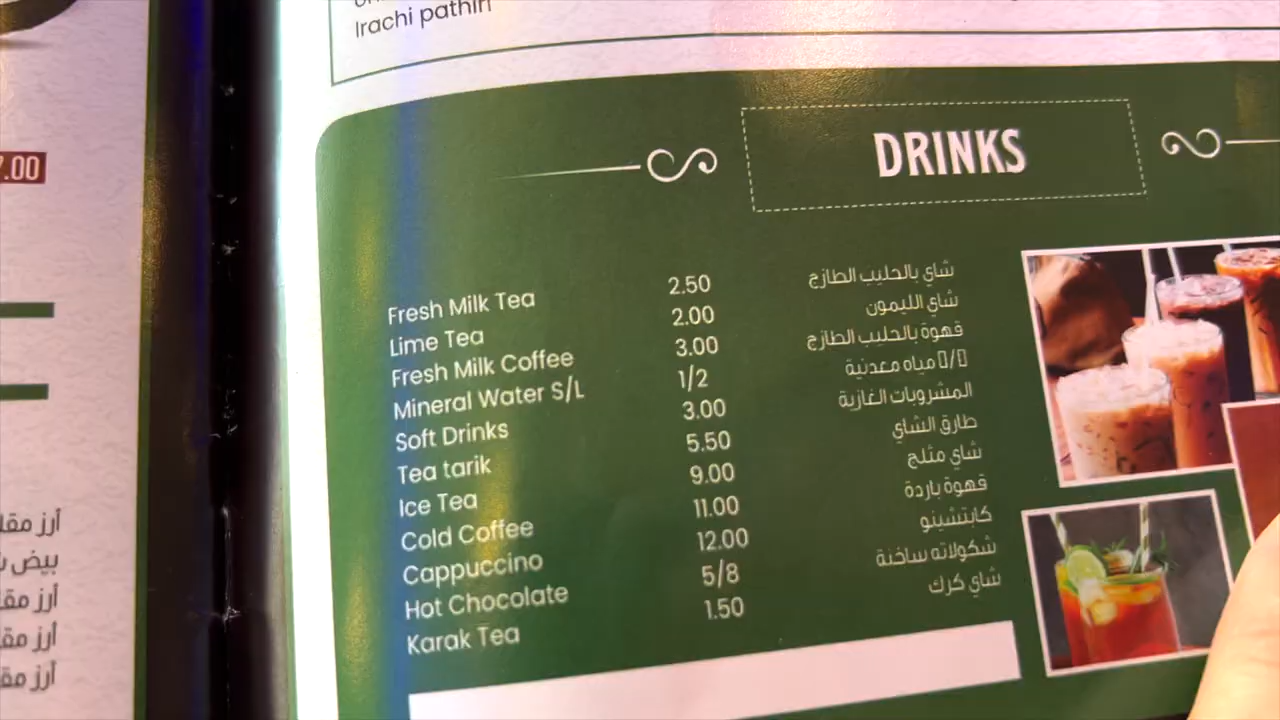 Irachi pathiri
7.00
DRINKS
Fresh Milk Tea 2.50 شاي بالحليب الطازج
Lime Tea 2.00 شاي الليمون
Fresh Milk Coffee 3.00 قهوة بالحليب الطازج
Mineral Water S/L 1/2 مياه معدنية /
Soft Drinks 3.00 المشروبات الغازية
Tea tarik 5.50 طارق الشاي
Ice Tea 9.00 شاي مثلج
Cold Coffee 11.00 قهوة باردة
Cappuccino 12.00 كابتشينو
Hot Chocolate 5/8 شكولاته ساخنة
Karak Tea 1.50 شاي كرك
أرز
بيض
أرز
أرز
أرز